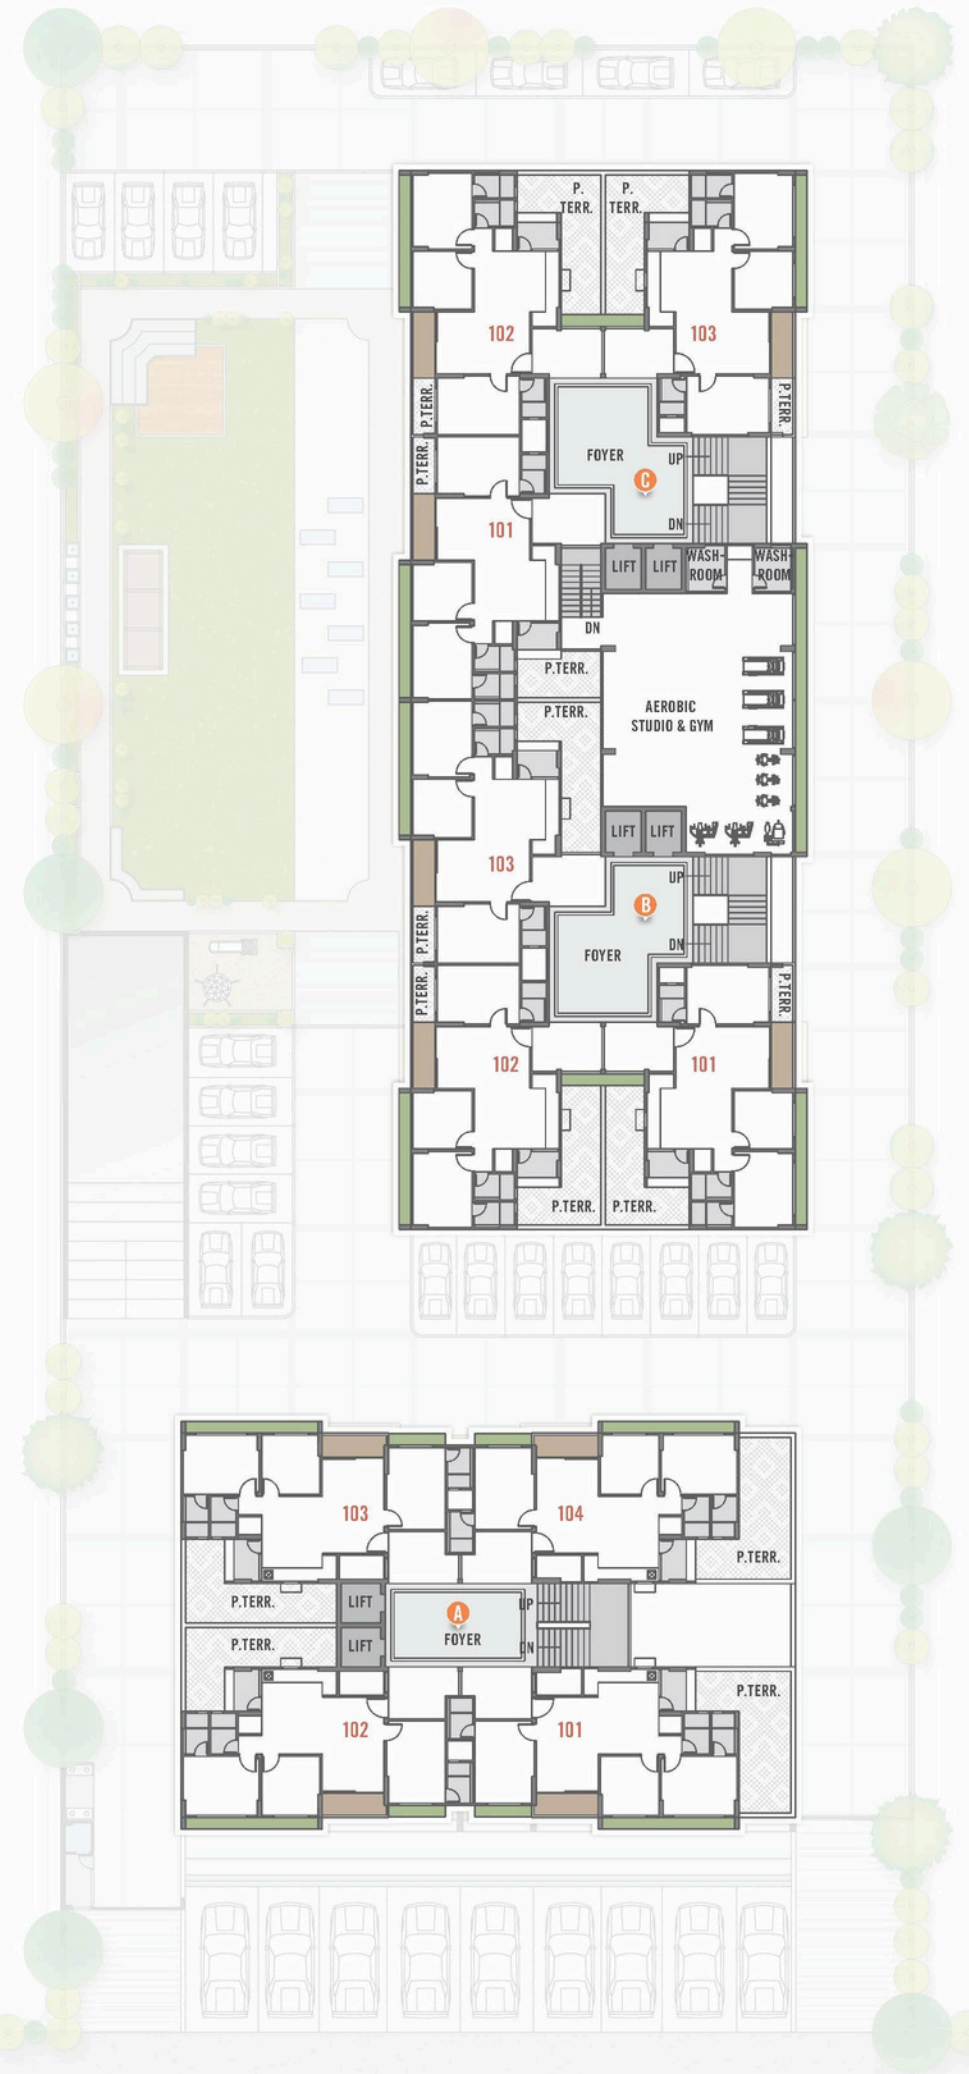 P.
TERR.
P.
TERR.
102
103
P.TERR.
P.TERR.
FOYER
UP
C
P.TERR.
101
DN
LIFT
LIFT
WASH-
ROOM
WASH-
ROOM
DN
P.TERR.
P.TERR.
AEROBIC
STUDIO & GYM
LIFT
LIFT
103
UP
B
P.TERR.
DN
FOYER
P.TERR.
P.TERR.
102
101
P.TERR.
P.TERR.
103
104
P.TERR.
P.TERR.
LIFT
UP
A
FOYER
P.TERR.
LIFT
DN
P.TERR.
102
101